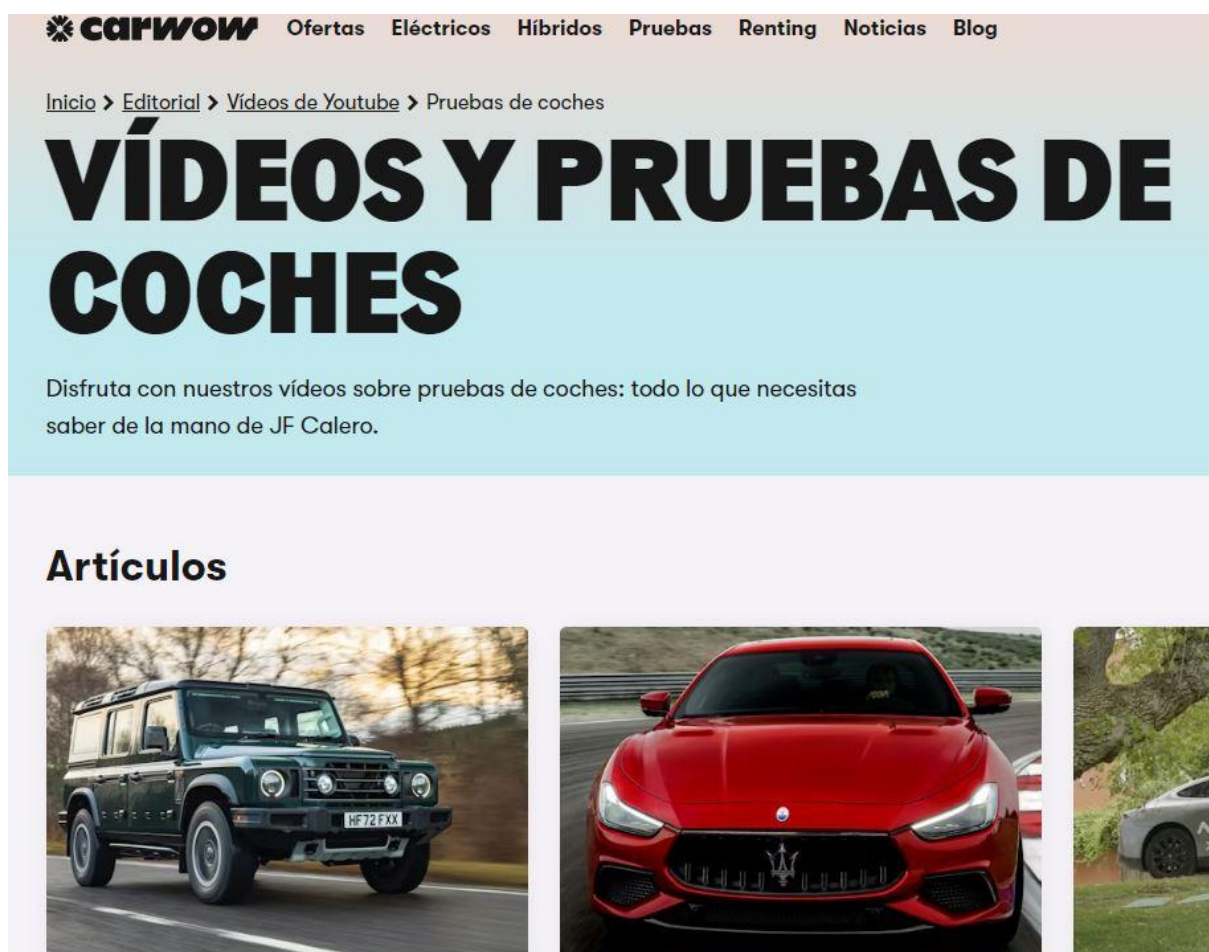 carwow Ofertas Eléctricos Híbridos Pruebas Renting Noticias Blog
Inicio > Editorial > Vídeos de Youtube > Pruebas de coches
VÍDEOS Y PRUEBAS DE
COCHES
Disfruta con nuestros vídeos sobre pruebas de coches: todo lo que necesitas
saber de la mano de JF Calero.
Artículos
HF72 FXX